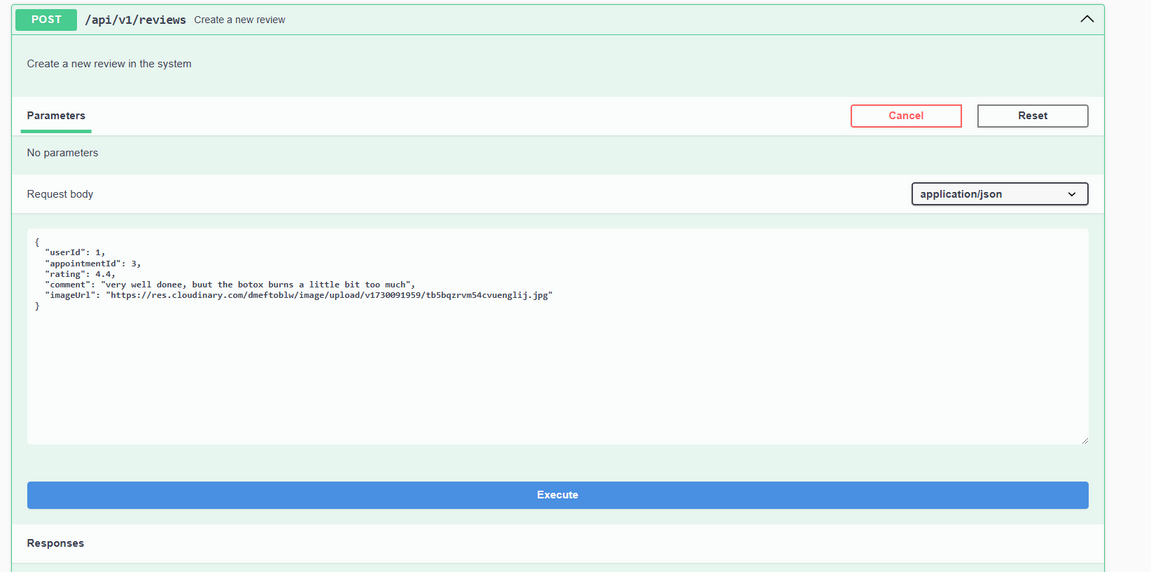 POST /api/v1/reviews Create a new review
Create a new review in the system
Parameters Cancel Reset
No parameters
Request body application/json
{
"userId": 1,
"appointmentId": 3,
"rating": 4.4,
"comment": "very well donee, buut the botox burns a little bit too much",
"imageUrl": "https://res.cloudinary.com/dmeftoblw/image/upload/v1730091959/tb5bqzrvm54cvuenglij.jpg"
}
Execute
Responses